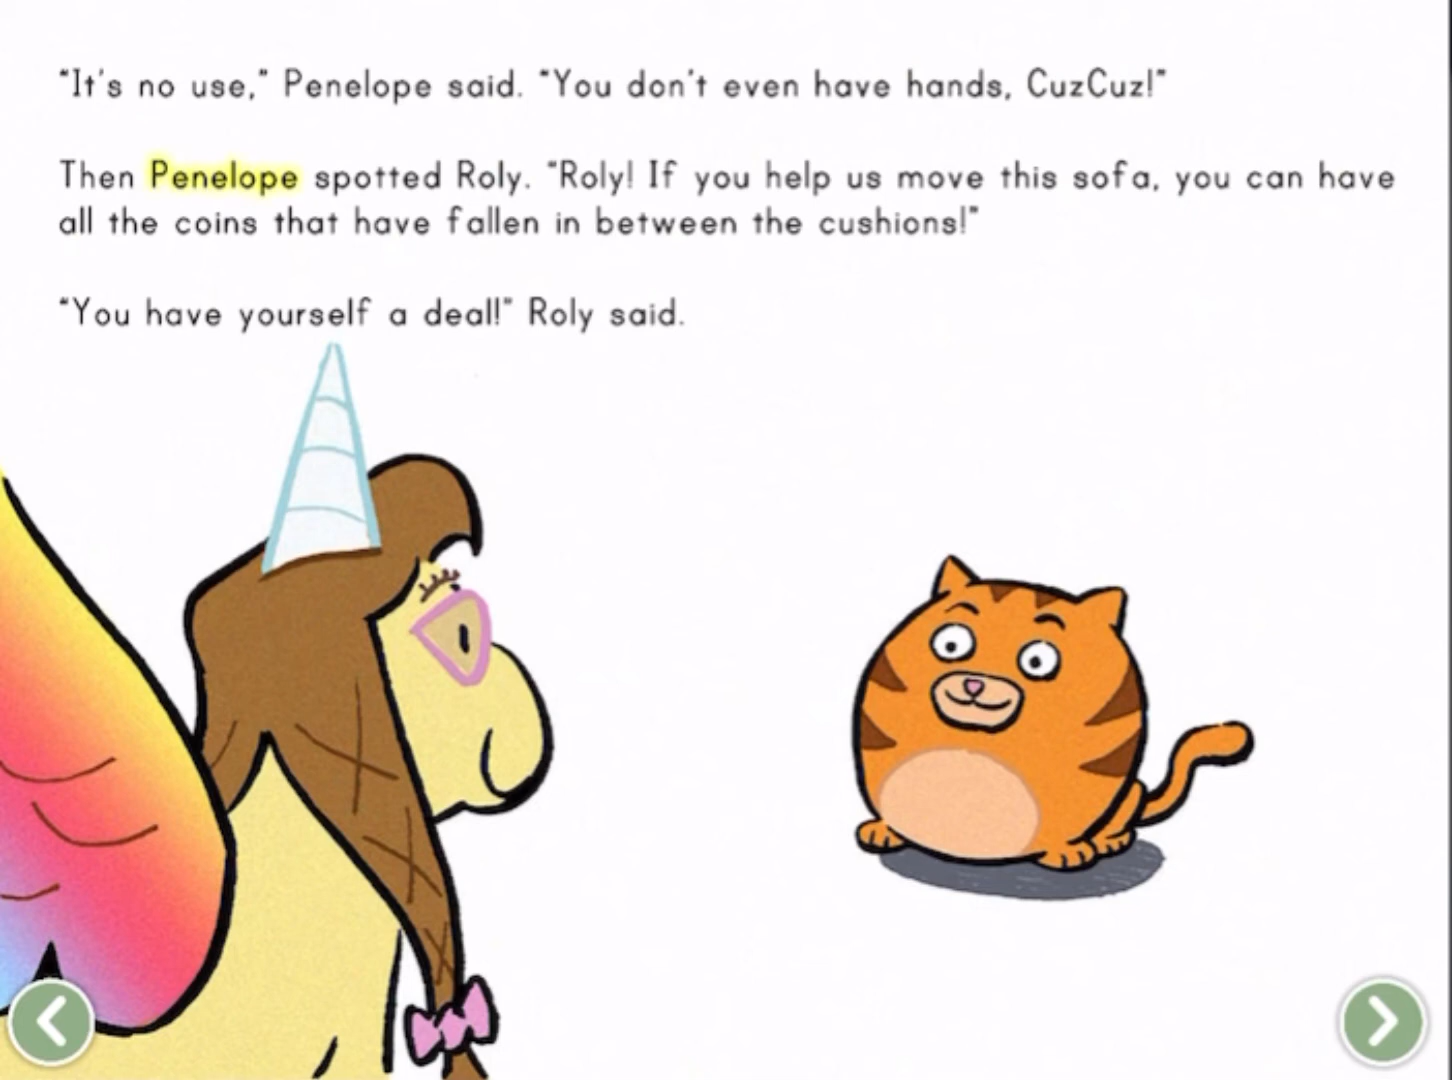 "It's no use," Penelope said. "You don't even have hands, CuzCuz!"
Then Penelope spotted Roly. "Roly! If you help us move this sofa, you can have
all the coins that have fallen in between the cushions!"
"You have yourself a deal!" Roly said.